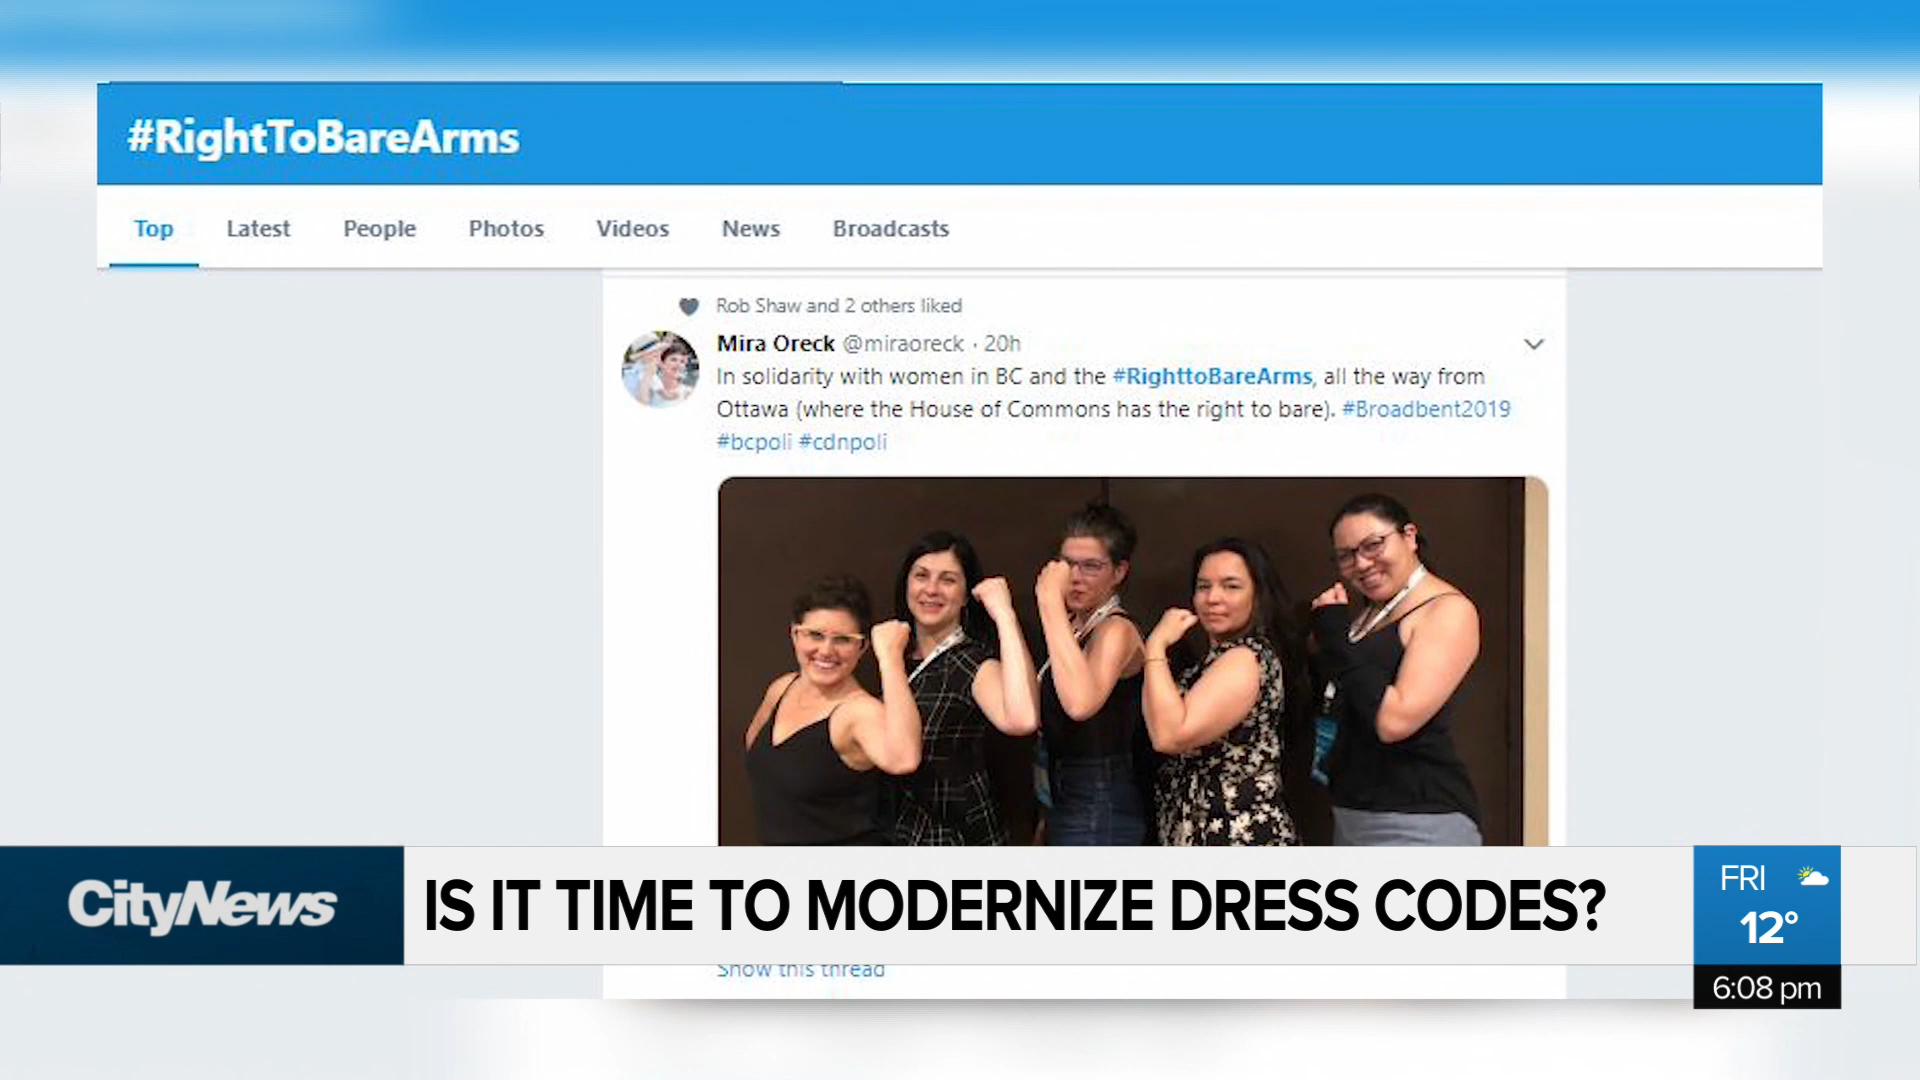 #RightToBareArms
Top Latest People Photos Videos News Broadcasts
Rob Shaw and 2 others liked
Mira Oreck @miraoreck · 20h
In solidarity with women in BC and the #RighttoBareArms, all the way from
Ottawa (where the House of Commons has the right to bare). #Broadbent2019
#bcpoli #cdnpoli
CityNews
IS IT TIME TO MODERNIZE DRESS CODES?
FRI
12°
6:08 pm
Show this thread